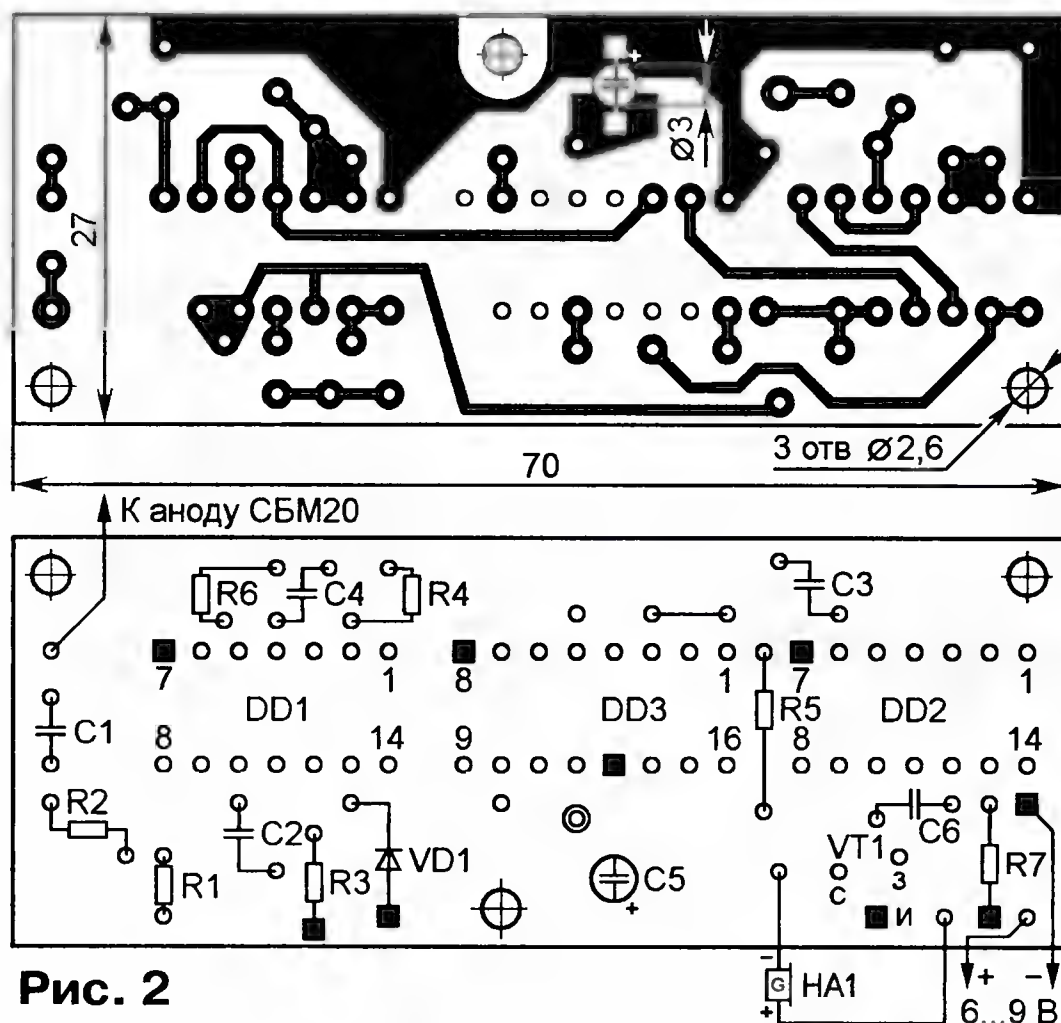 +
Ø3
27
3 отв Ø2,6
70
К аноду СБМ20
R6 C4 R4 C3
7 1 8 1 7 1
C1 DD1 DD3 R5 DD2
8 14 9 16 8 14
R2 C2 C6
R1 R3 VD1 C5 VT1 R7
+ с з и
Рис. 2
− G HA1 + −
+ 6...9 В